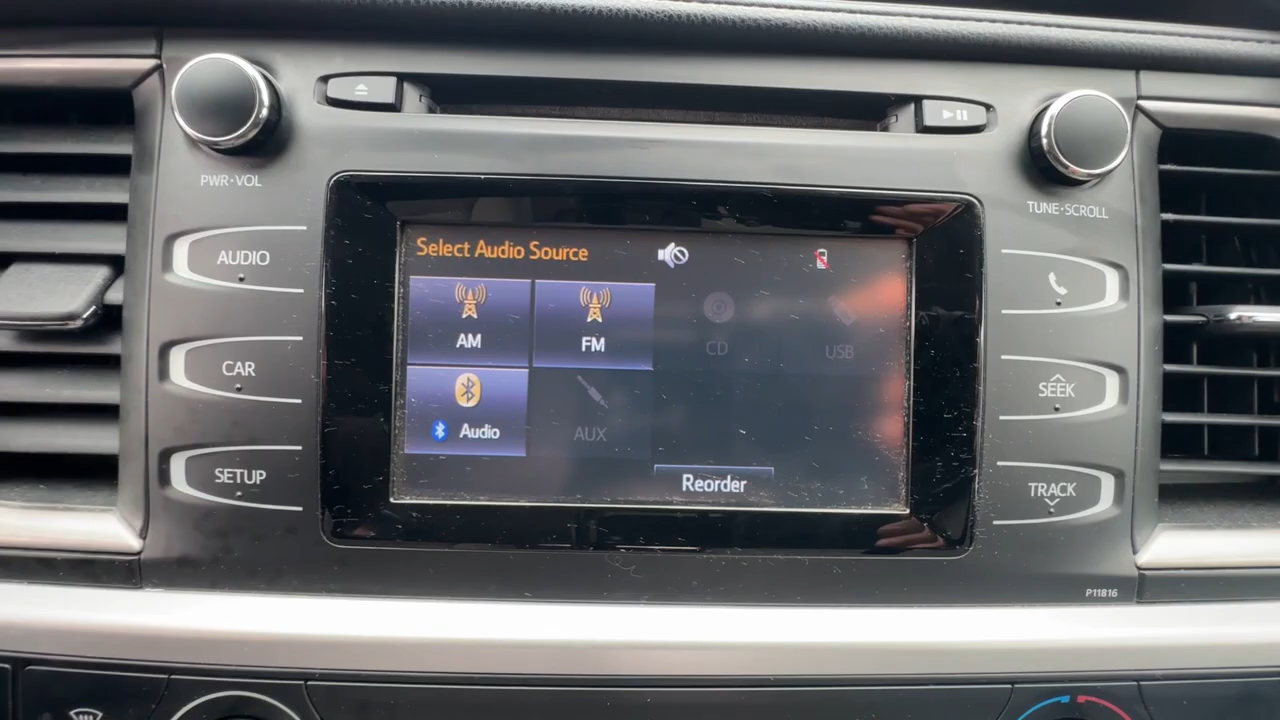 PWR•VOL
TUNE•SCROLL
AUDIO
CAR
SETUP
Select Audio Source
AM
FM
CD
USB
Audio
AUX
Reorder
SEEK
TRACK
P11816